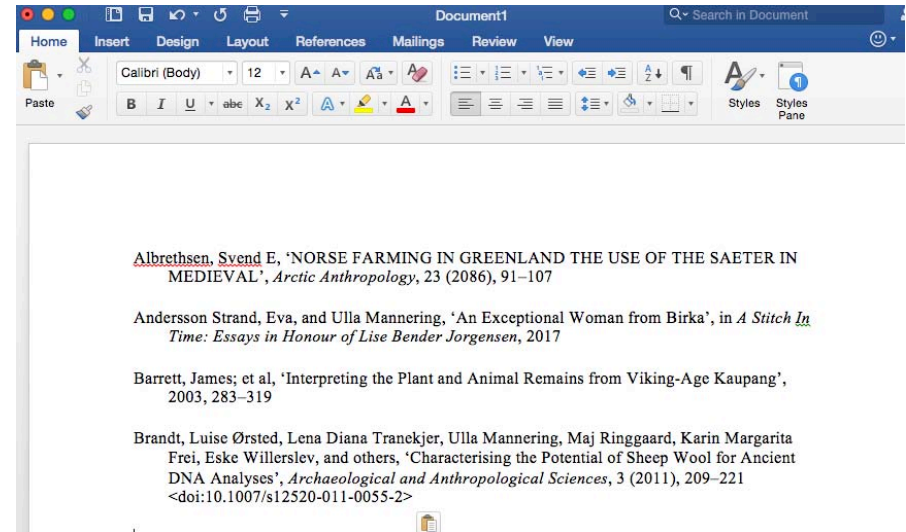 Document1
Search in Document
Home Insert Design Layout References Mailings Review View
Calibri (Body) 12 A A Aa A A
Paste B I U abc X2 X2 A A Styles Styles Pane
Albrethsen, Svend E, ‘NORSE FARMING IN GREENLAND THE USE OF THE SAETER IN
MEDIEVAL’, Arctic Anthropology, 23 (2086), 91–107
Andersson Strand, Eva, and Ulla Mannering, ‘An Exceptional Woman from Birka’, in A Stitch In
Time: Essays in Honour of Lise Bender Jorgensen, 2017
Barrett, James; et al, ‘Interpreting the Plant and Animal Remains from Viking-Age Kaupang’,
2003, 283–319
Brandt, Luise Ørsted, Lena Diana Tranekjer, Ulla Mannering, Maj Ringgaard, Karin Margarita
Frei, Eske Willerslev, and others, ‘Characterising the Potential of Sheep Wool for Ancient
DNA Analyses’, Archaeological and Anthropological Sciences, 3 (2011), 209–221
<doi:10.1007/s12520-011-0055-2>